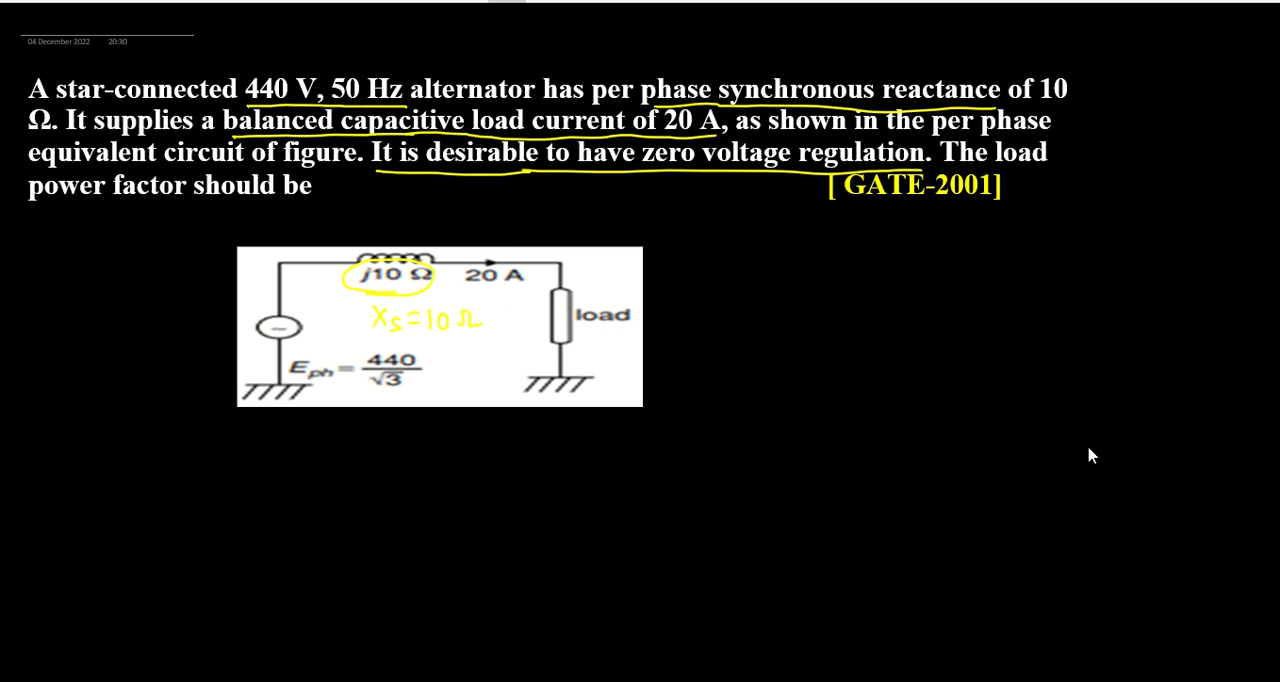 04 December 2022 20:30
A star-connected 440 V, 50 Hz alternator has per phase synchronous reactance of 10
Ω. It supplies a balanced capacitive load current of 20 A, as shown in the per phase
equivalent circuit of figure. It is desirable to have zero voltage regulation. The load
power factor should be [ GATE-2001]
j10 Ω 20 A
Xs=10 Ω
load
Eph = 440/√3